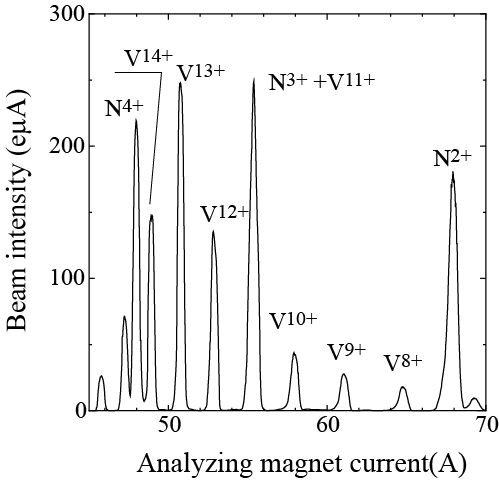 300
V14+
V13+
N3+ +V11+
N4+
200
N2+
V12+
100
V10+
V9+
V8+
0
50
60
70
Beam intensity (eμA)
Analyzing magnet current(A)